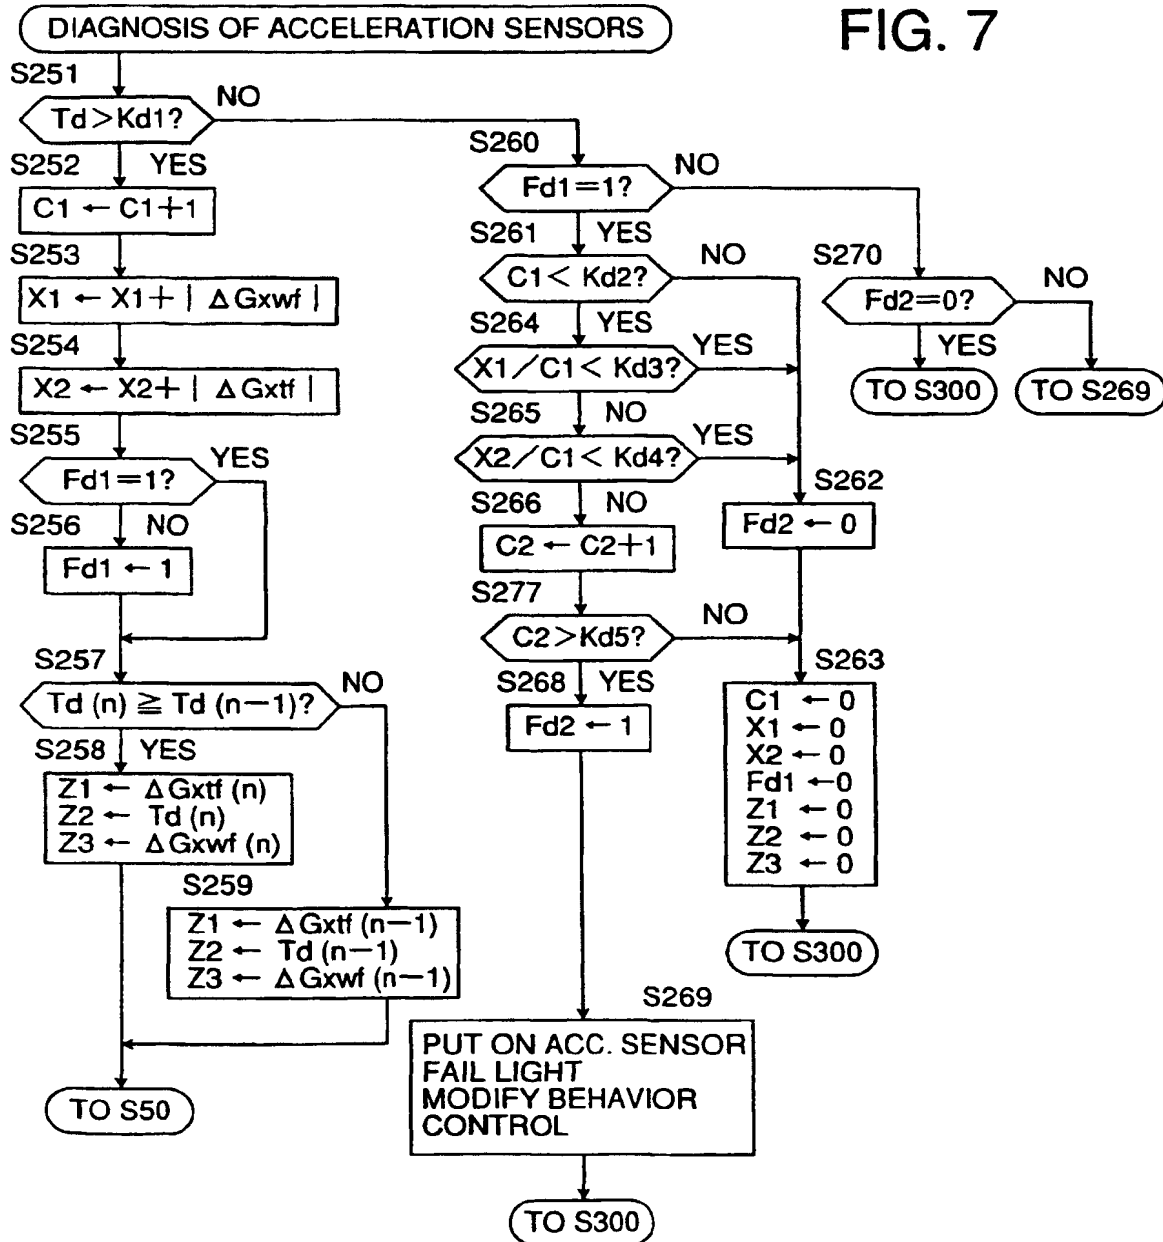 FIG. 7
DIAGNOSIS OF ACCELERATION SENSORS
S251
Td>Kd1?
NO
S252
YES
C1 ← C1+1
S253
X1 ← X1+ | ΔGxwf |
S254
X2 ← X2+ | ΔGxtf |
S255
Fd1=1?
YES
S256
NO
Fd1 ← 1
S257
Td (n) ≧ Td (n−1)?
NO
S258
YES
Z1 ← ΔGxtf (n)
Z2 ← Td (n)
Z3 ← ΔGxwf (n)
S259
Z1 ← ΔGxtf (n−1)
Z2 ← Td (n−1)
Z3 ← ΔGxwf (n−1)
TO S50
S260
Fd1=1?
NO
S261
YES
C1< Kd2?
NO
S264
YES
X1/C1< Kd3?
YES
S265
NO
X2/C1< Kd4?
YES
S266
NO
C2 ← C2+1
S277
C2>Kd5?
NO
S268
YES
Fd2 ← 1
S262
Fd2 ← 0
S263
C1 ←0
X1 ←0
X2 ←0
Fd1 ←0
Z1 ←0
Z2 ←0
Z3 ←0
TO S300
S269
PUT ON ACC. SENSOR
FAIL LIGHT
MODIFY BEHAVIOR
CONTROL
TO S300
S270
Fd2=0?
NO
YES
TO S300
TO S269